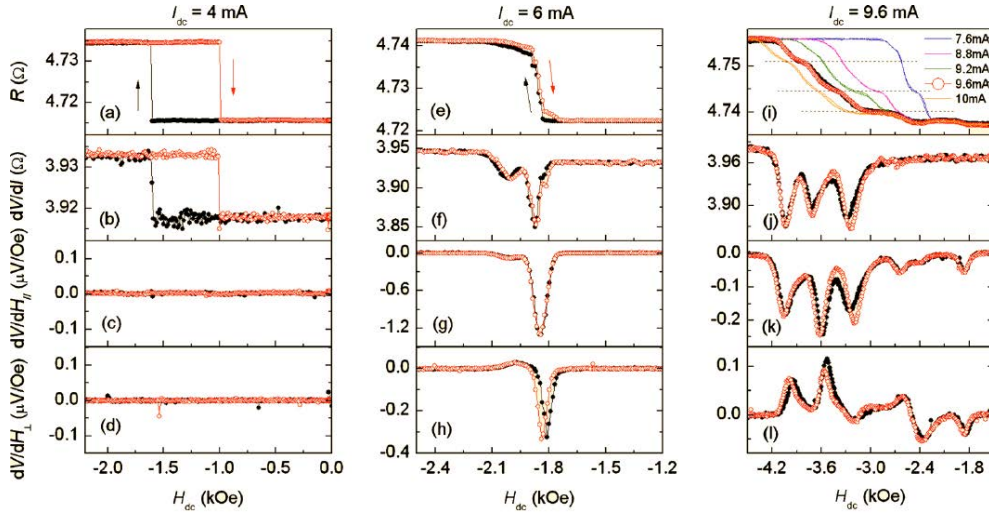 I_dc = 4 mA
I_dc = 6 mA
I_dc = 9.6 mA
R (Ω)
4.73
4.72
(a)
4.74
4.73
4.72
(e)
4.75
4.74
(i)
7.6mA
8.8mA
9.2mA
9.6mA
10mA
dV/dI (Ω)
3.93
3.92
(b)
3.95
3.90
3.85
(f)
3.96
3.90
(j)
dV/dH_// (µV/Oe)
0.1
0.0
-0.1
(c)
0.0
-0.6
-1.2
(g)
0.0
-0.1
-0.2
(k)
dV/dH_⊥ (µV/Oe)
0.1
0.0
-0.1
(d)
0.0
-0.2
-0.4
(h)
0.1
0.0
(l)
-2.0 -1.5 -1.0 -0.5 0.0
-2.4 -2.1 -1.8 -1.5 -1.2
-4.2 -3.6 -3.0 -2.4 -1.8
H_dc (kOe)
H_dc (kOe)
H_dc (kOe)